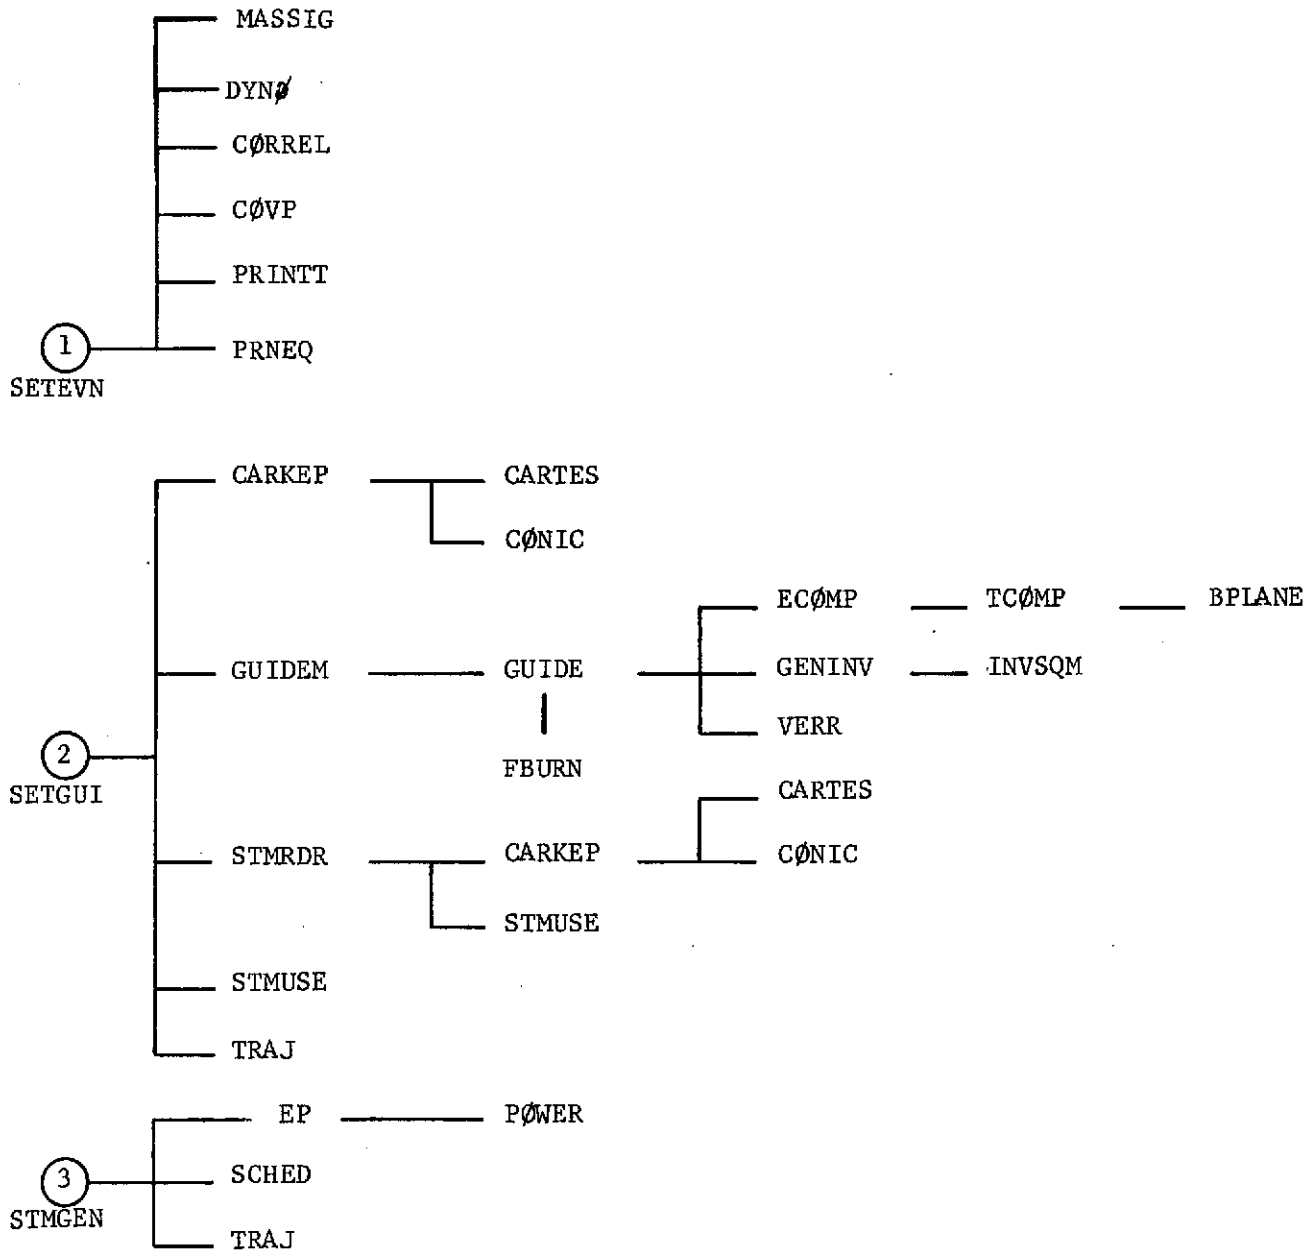 MASSIG
DYNØ
CØRREL
CØVP
PRINTT
1
PRNEQ
SETEVN
CARKEP CARTES
CØNIC
ECØMP TCØMP BPLANE
GUIDEM GUIDE GENINV INVSQM
VERR
2
FBURN
SETGUI
CARTES
STMRDR CARKEP CØNIC
STMUSE
STMUSE
TRAJ
EP PØWER
3
SCHED
STMGEN
TRAJ